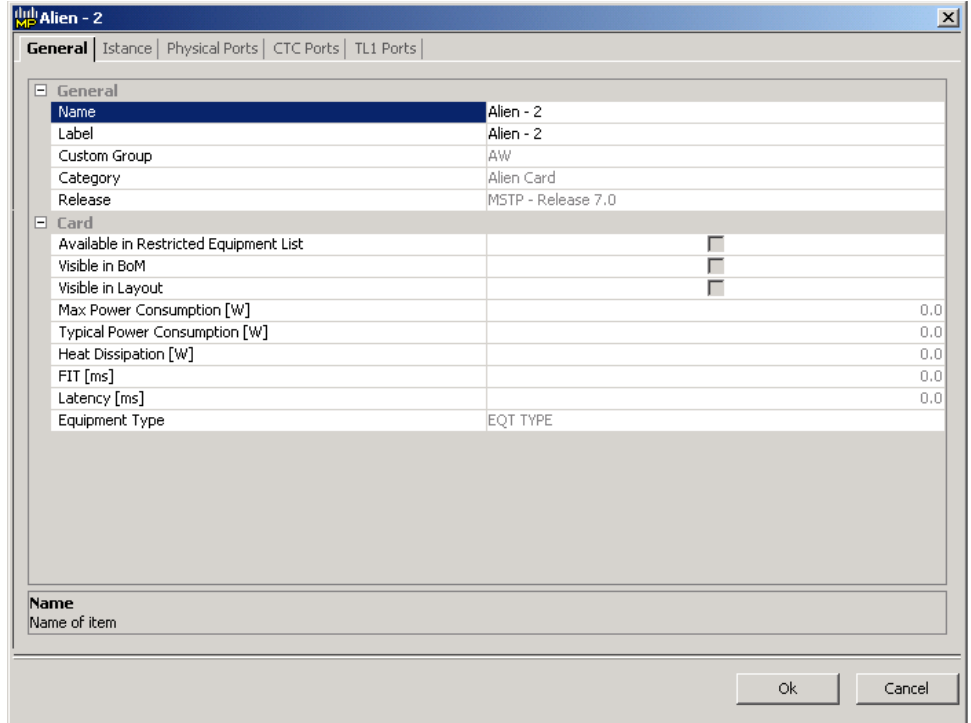 MP Alien - 2
General Istance Physical Ports CTC Ports TL1 Ports
General
Name Alien - 2
Label Alien - 2
Custom Group AW
Category Alien Card
Release MSTP - Release 7.0
Card
Available in Restricted Equipment List
Visible in BoM
Visible in Layout
Max Power Consumption [W] 0.0
Typical Power Consumption [W] 0.0
Heat Dissipation [W] 0.0
FIT [ms] 0.0
Latency [ms] 0.0
Equipment Type EQT TYPE
Name
Name of item
Ok Cancel